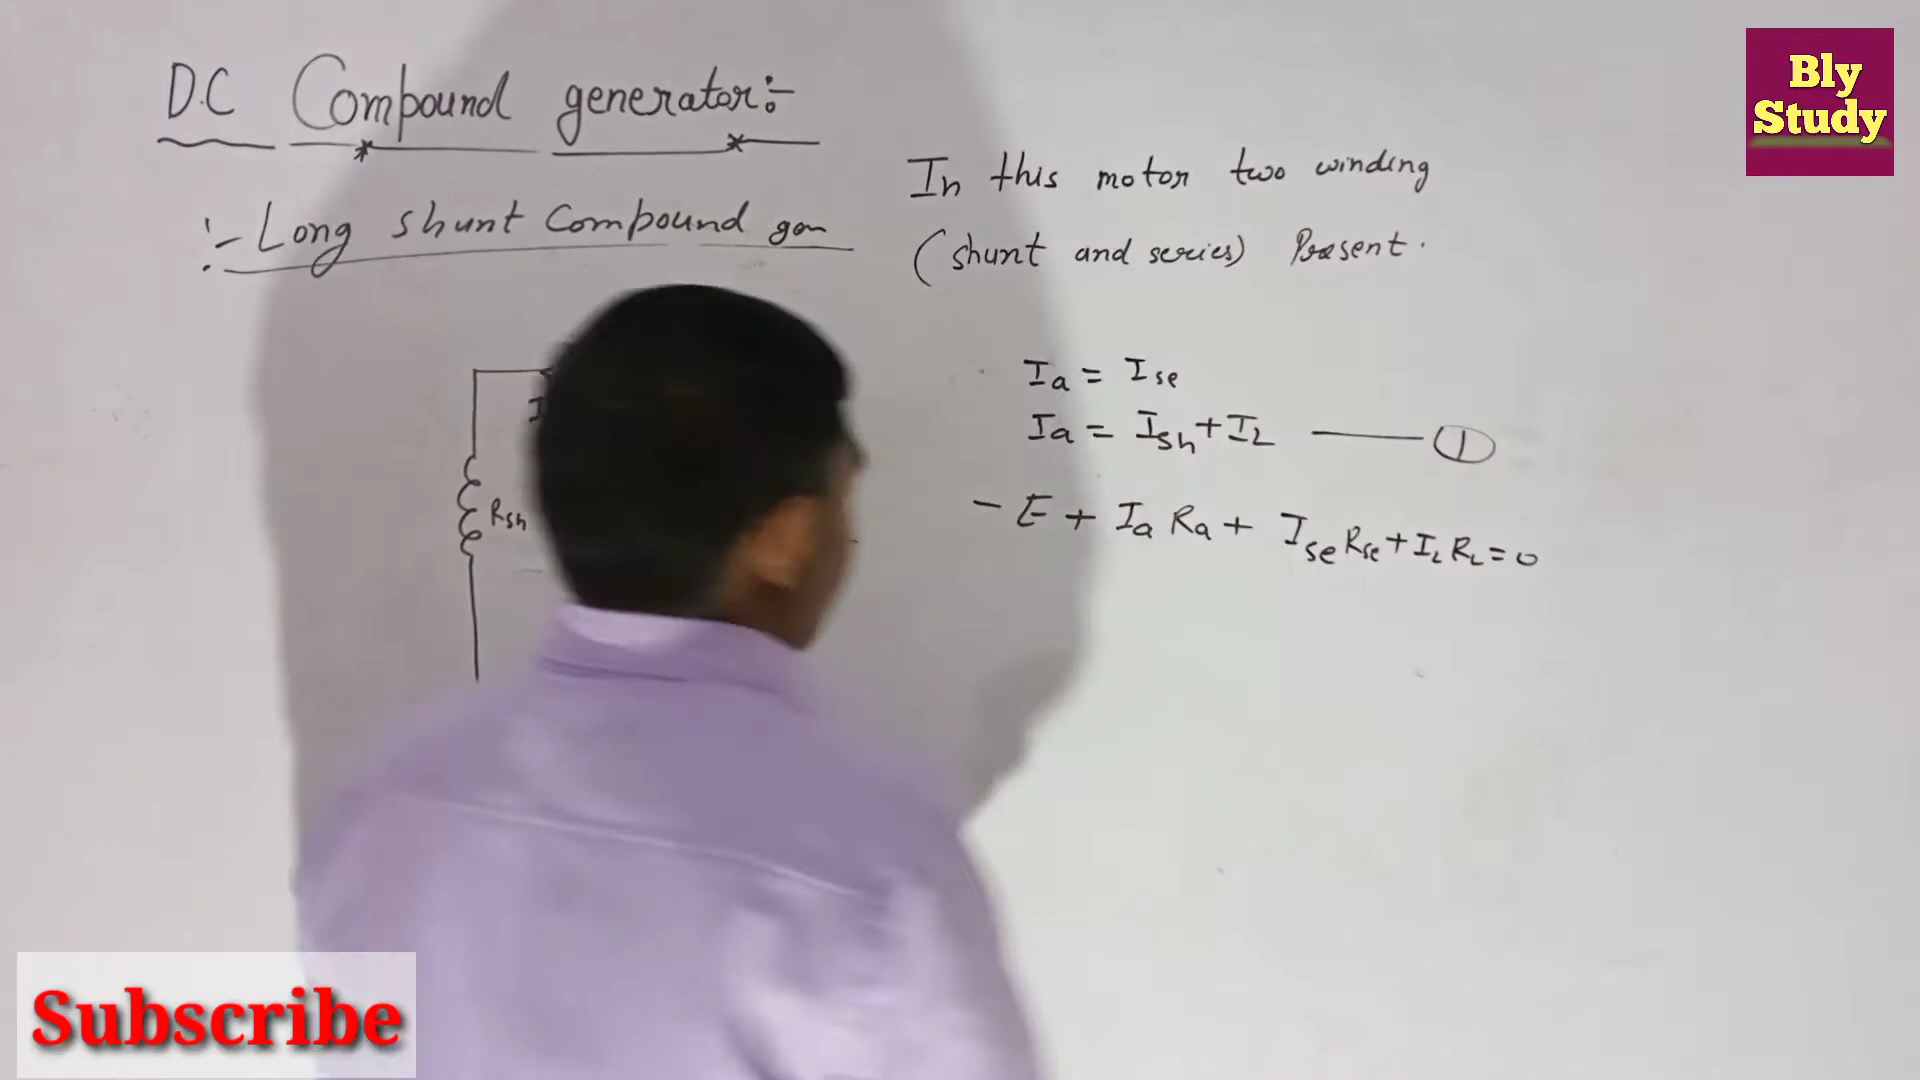 D.C Compound generator:-
:- Long shunt Compound gen
In this motor two winding
(shunt and series) Present.
Ia = Ise
Ia = Ish + IL —— 1
- E + Ia Ra + Ise Rse + IL RL = 0
Rsh
I
Bly
Study
Subscribe